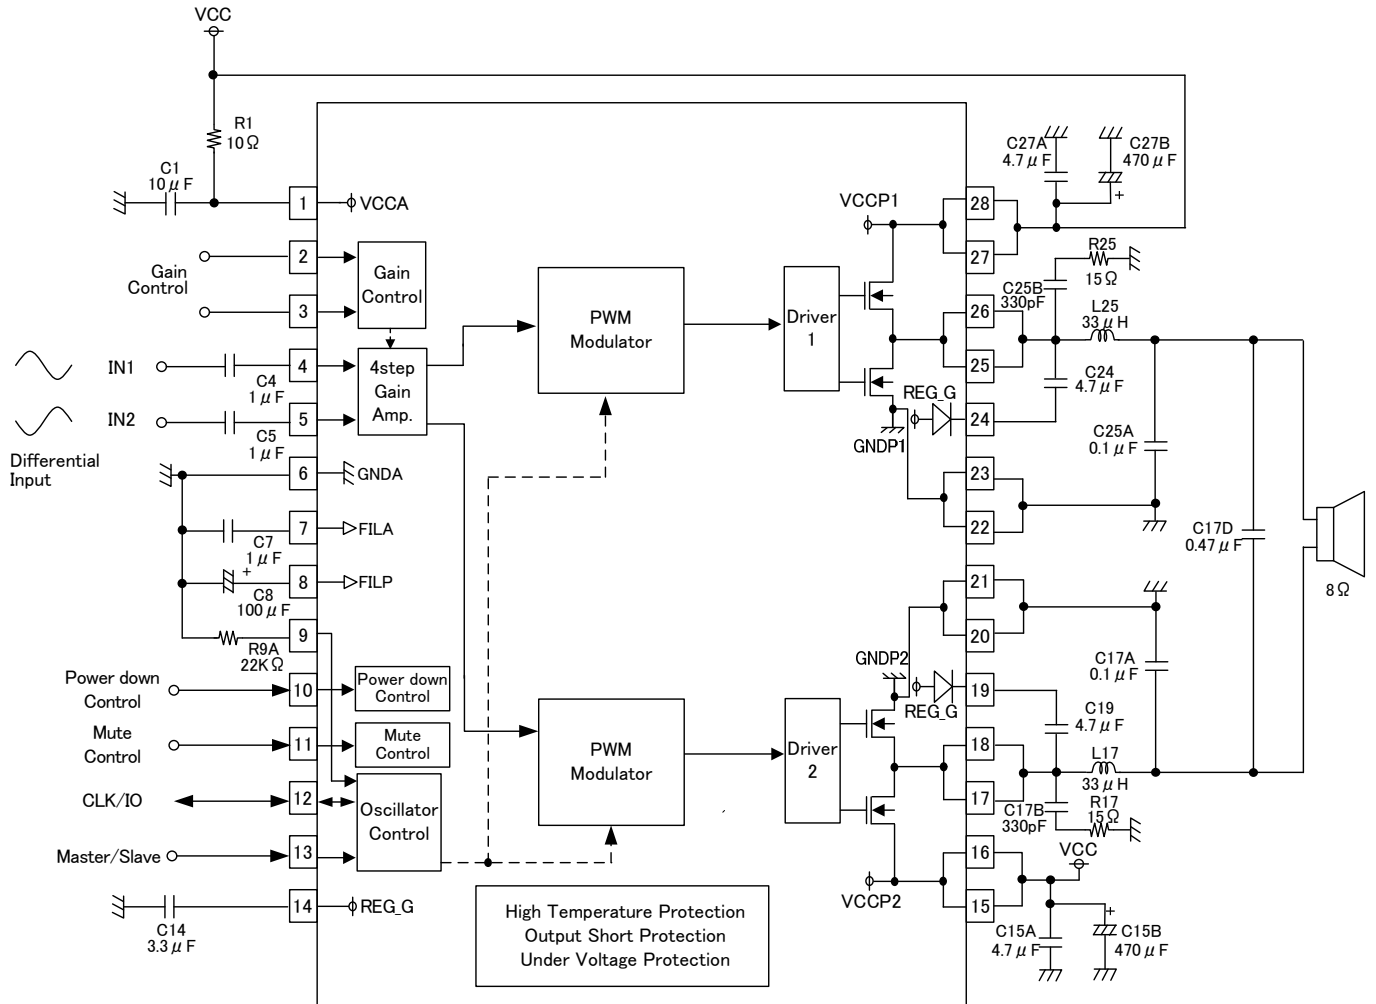 VCC
R1
10Ω
C1
10μF
1
VCCA
2
Gain
Control
3
Gain
Control
IN1
C4
1μF
4
4step
Gain
Amp.
IN2
C5
1μF
5
Differential
Input
6
GNDA
C7
1μF
7
FILA
+
C8
100μF
8
FILP
R9A
22KΩ
9
Power down
Control
10
Power down
Control
Mute
Control
11
Mute
Control
CLK/IO
12
Oscillator
Control
Master/Slave
13
C14
3.3μF
14
REG_G
PWM
Modulator
PWM
Modulator
High Temperature Protection
Output Short Protection
Under Voltage Protection
Driver
1
Driver
2
VCCP1
GNDP1
REG_G
GNDP2
REG_G
VCCP2
28
27
26
25
24
23
22
21
20
19
18
17
16
15
C27A
4.7μF
C27B
470μF
+
R25
15Ω
C25B
330pF
L25
33μH
C24
4.7μF
C25A
0.1μF
C17D
0.47μF
8Ω
C17A
0.1μF
C19
4.7μF
L17
33μH
C17B
330pF
R17
15Ω
VCC
C15A
4.7μF
+
C15B
470μF